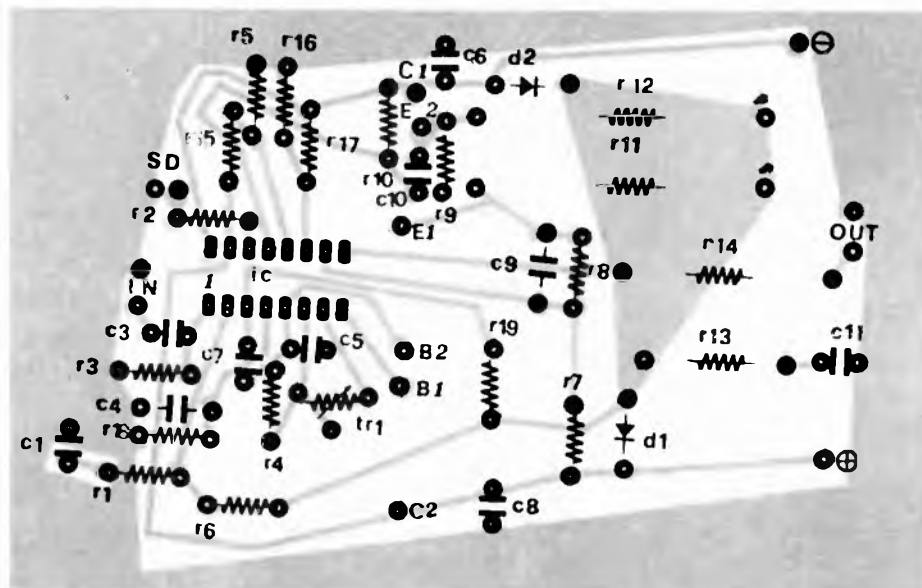 r5
r16
C1
c6
d2
⊖
r12
E 2
r11
r17
SD
r10
c10
r9
r2
E1
OUT
c9
r8
r14
IN
1
ic
c3
c7
c5
r19
B2
r13
c11
r3
B1
c4
r7
tr1
c1
r4
d1
r1
⊕
r6
C2
c8